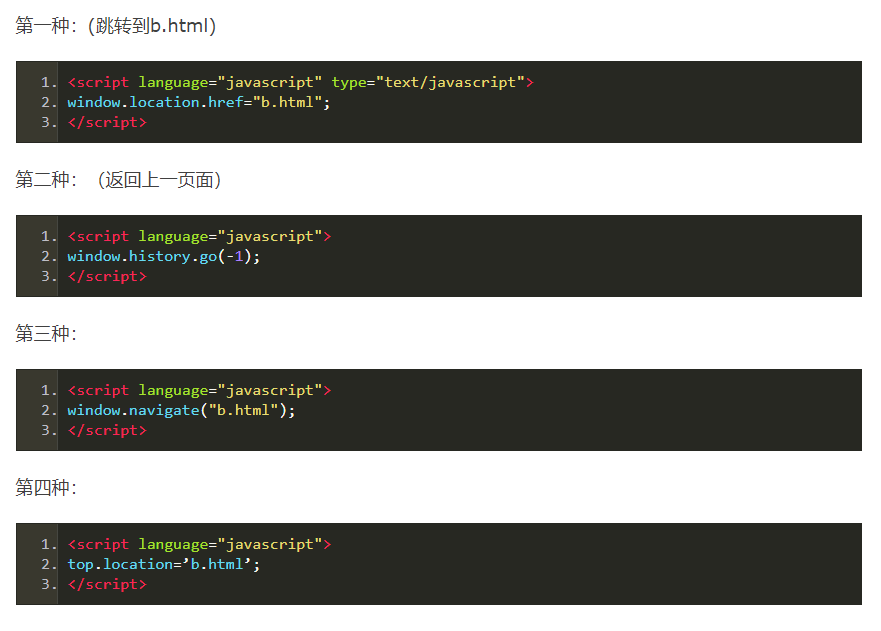 第一种：(跳转到b.html)
1. <script language="javascript" type="text/javascript">
2. window.location.href="b.html";
3. </script>
第二种：（返回上一页面）
1. <script language="javascript">
2. window.history.go(-1);
3. </script>
第三种：
1. <script language="javascript">
2. window.navigate("b.html");
3. </script>
第四种：
1. <script language="javascript">
2. top.location=’b.html’;
3. </script>